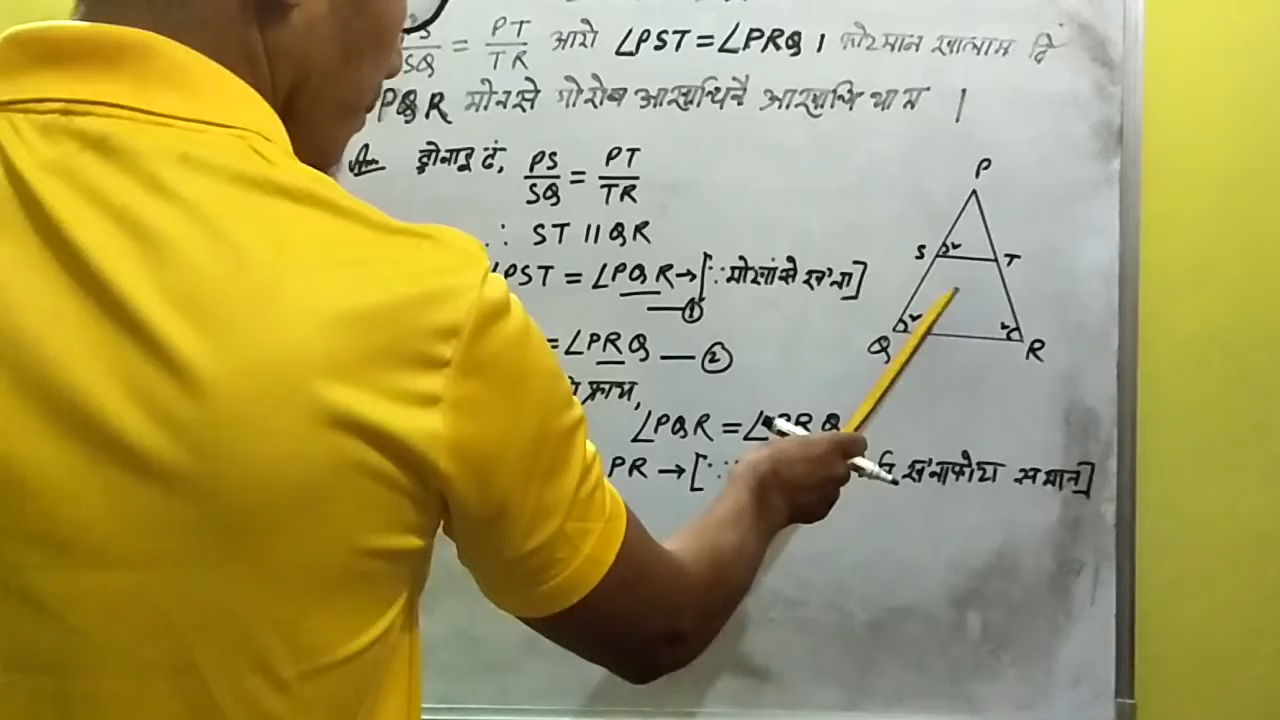 PS/SQ = PT/TR आरो ∠PST = ∠PRQ । फोरमान खालाम दि
PQR मोनसे गोरोब आखान्थिनै आखान्थि थाम ।
Ans होनाइ दं, PS/SQ = PT/TR
∴ ST || QR
∠PST = ∠PQR → [∵ मोखांसे ख'ना]
— ①
= ∠PRQ — ②
∠PQR = ∠PRQ
PR → [∵ ख'नाफोरा समान]
P
S T
Q R